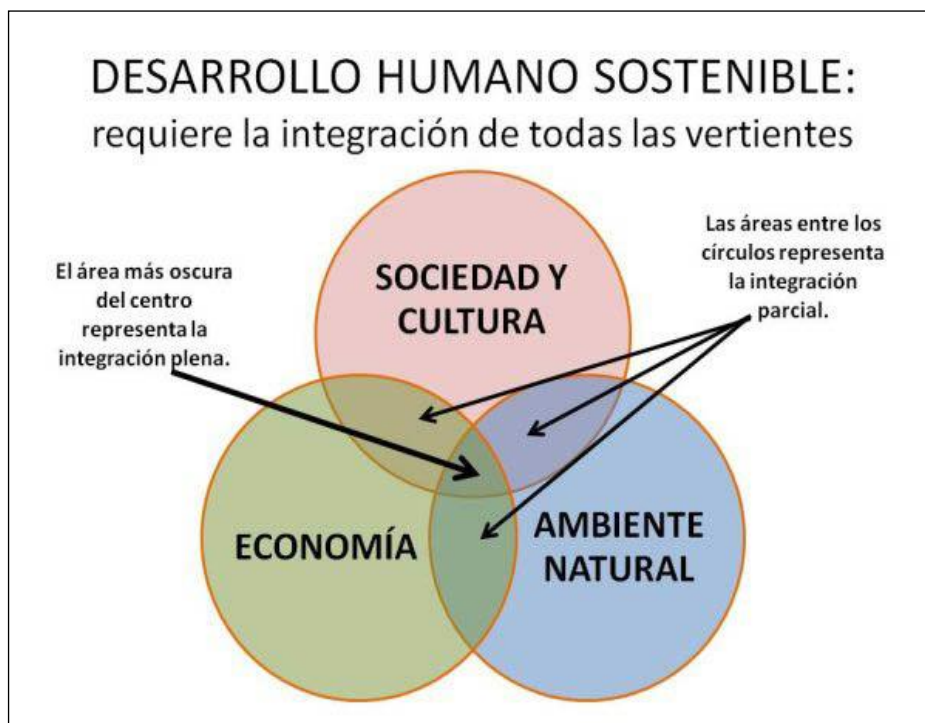 DESARROLLO HUMANO SOSTENIBLE:
requiere la integración de todas las vertientes
El área más oscura
del centro
representa la
integración plena.
SOCIEDAD Y
CULTURA
Las áreas entre los
círculos representa
la integración
parcial.
ECONOMÍA
AMBIENTE
NATURAL